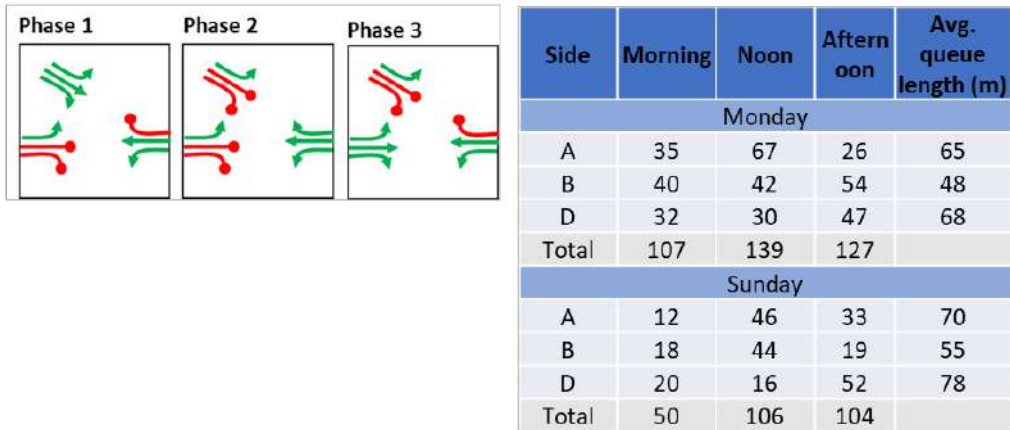 Phase 1
Phase 2
Phase 3
Side Morning Noon Aftern oon Avg. queue length (m)
Monday
A 35 67 26 65
B 40 42 54 48
D 32 30 47 68
Total 107 139 127
Sunday
A 12 46 33 70
B 18 44 19 55
D 20 16 52 78
Total 50 106 104